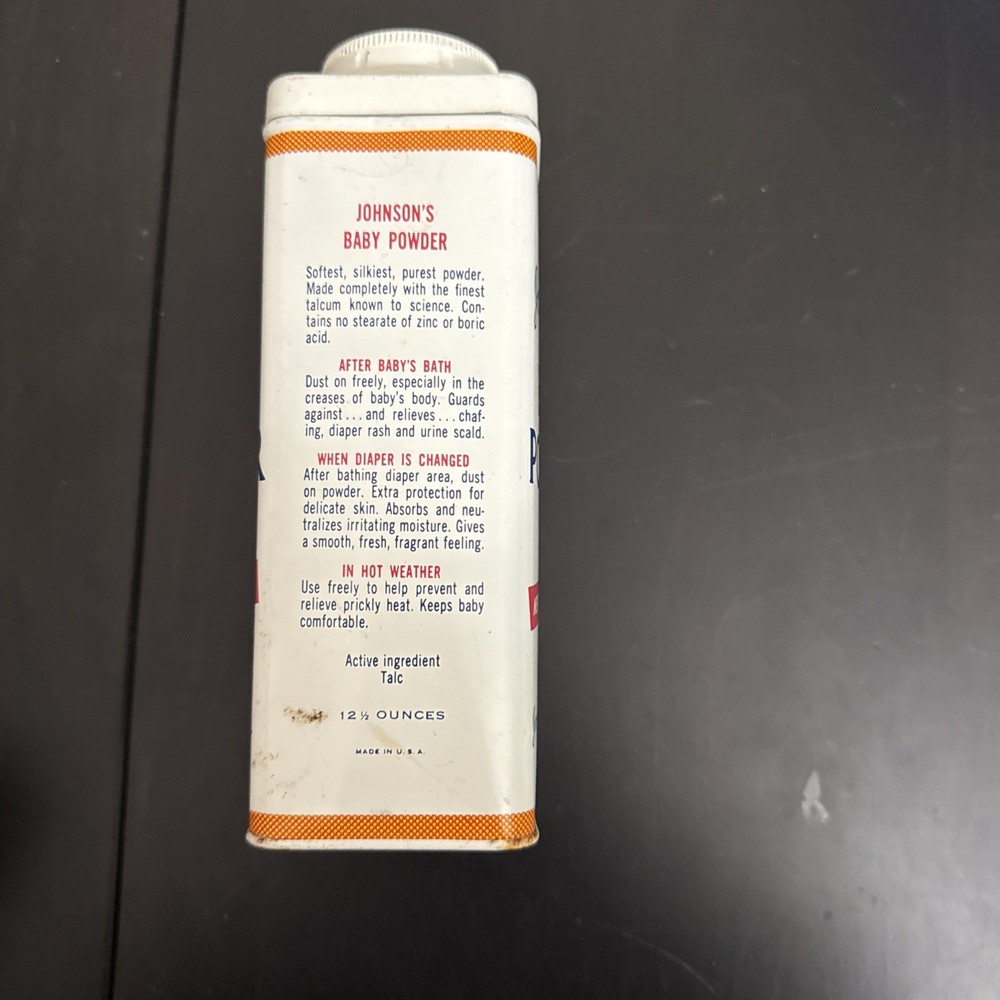 JOHNSON'S
BABY POWDER
Softest, silkiest, purest powder.
Made completely with the finest
talcum known to science. Con-
tains no stearate of zinc or boric
acid.
AFTER BABY'S BATH
Dust on freely, especially in the
creases of baby's body. Guards
against...and relieves...chaf-
ing, diaper rash and urine scald.
WHEN DIAPER IS CHANGED
After bathing diaper area, dust
on powder. Extra protection for
delicate skin. Absorbs and neu-
tralizes irritating moisture. Gives
a smooth, fresh, fragrant feeling.
IN HOT WEATHER
Use freely to help prevent and
relieve prickly heat. Keeps baby
comfortable.
Active ingredient
Talc
12½ OUNCES
MADE IN U.S.A.